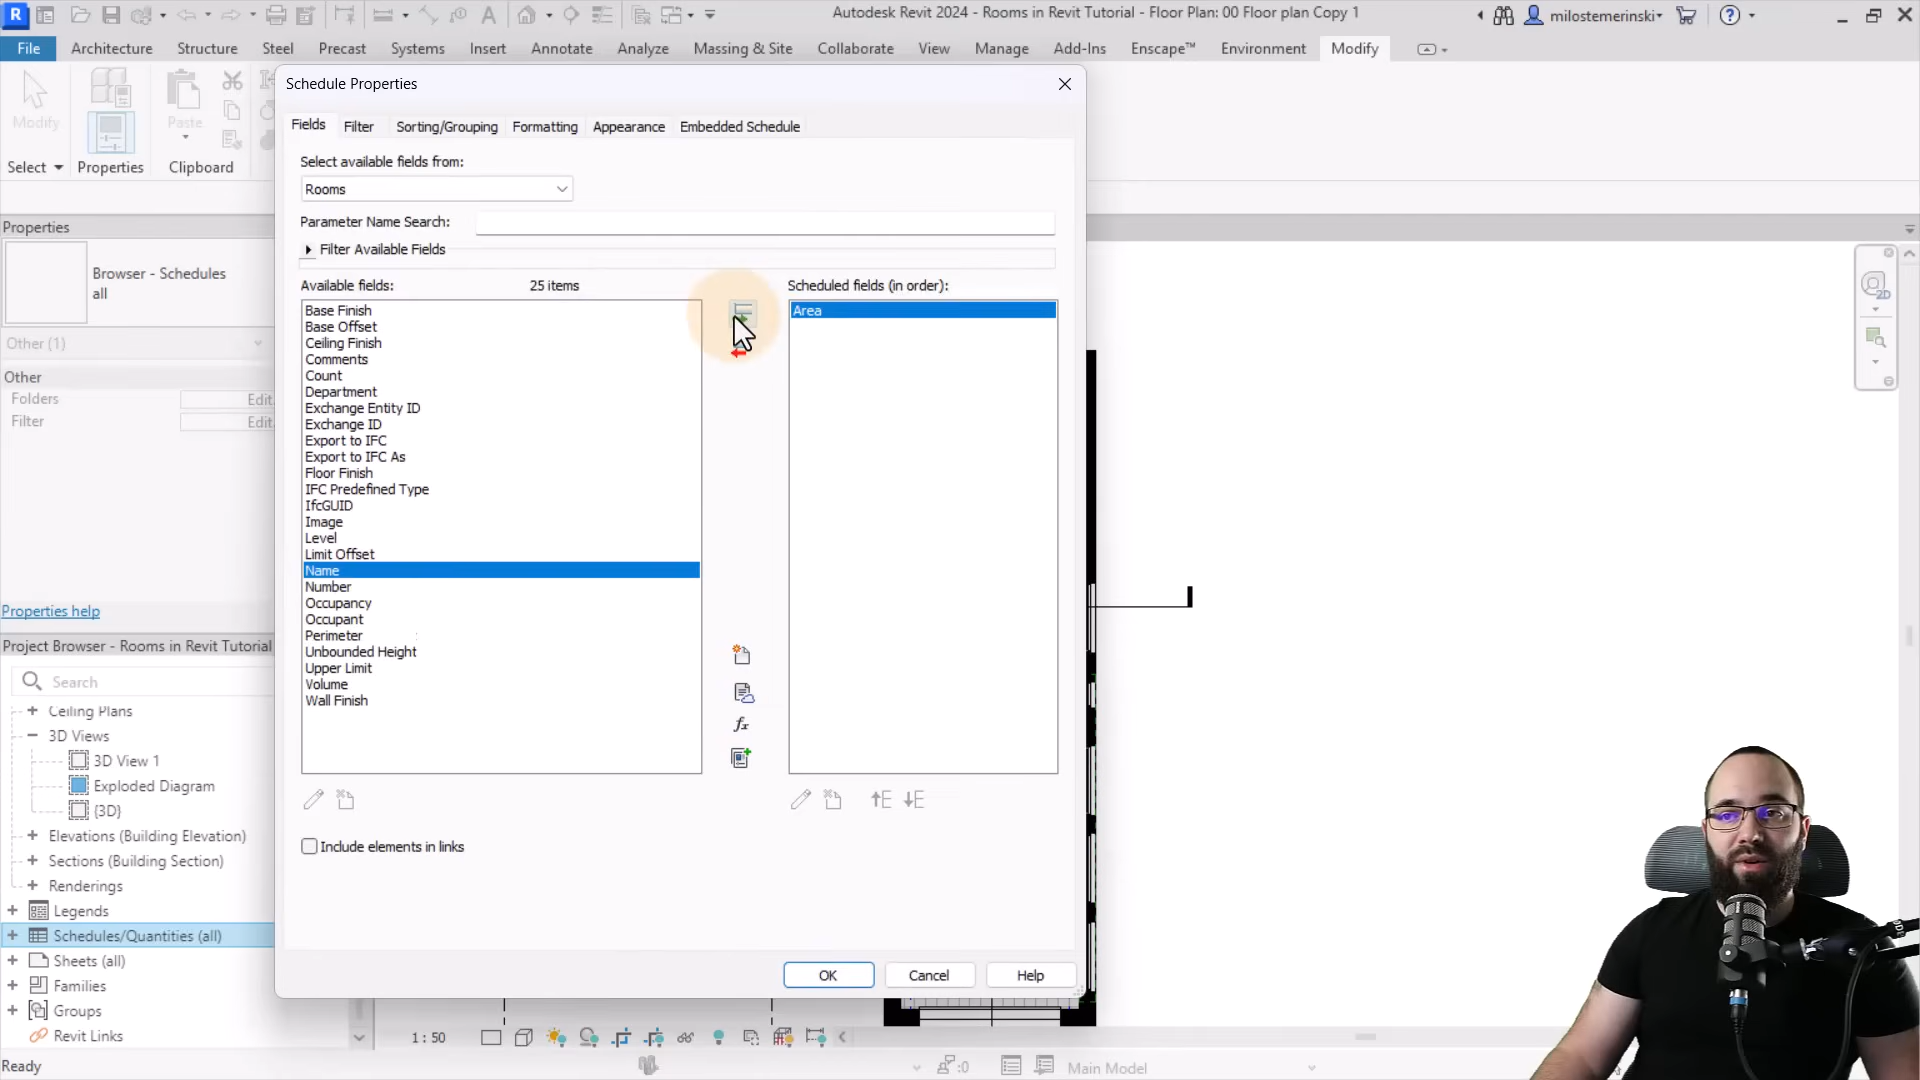 Autodesk Revit 2024 - Rooms in Revit Tutorial - Floor Plan: 00 Floor plan Copy 1
milostemerinski
File
Architecture
Structure
Steel
Precast
Systems
Insert
Annotate
Analyze
Massing & Site
Collaborate
View
Manage
Add-Ins
Enscape™
Environment
Modify
Modify
Paste
Select
Properties
Clipboard
Schedule Properties
Fields
Filter
Sorting/Grouping
Formatting
Appearance
Embedded Schedule
Select available fields from:
Rooms
Parameter Name Search:
Filter Available Fields
Available fields:
25 items
Scheduled fields (in order):
Base Finish
Base Offset
Ceiling Finish
Comments
Count
Department
Exchange Entity ID
Exchange ID
Export to IFC
Export to IFC As
Floor Finish
IFC Predefined Type
IfcGUID
Image
Level
Limit Offset
Name
Number
Occupancy
Occupant
Perimeter
Unbounded Height
Upper Limit
Volume
Wall Finish
Area
Include elements in links
OK
Cancel
Help
Properties
Browser - Schedules
all
Other (1)
Other
Folders
Edit
Filter
Edit
Properties help
Project Browser - Rooms in Revit Tutorial
Search
Ceiling Plans
3D Views
3D View 1
Exploded Diagram
{3D}
Elevations (Building Elevation)
Sections (Building Section)
Renderings
Legends
Schedules/Quantities (all)
Sheets (all)
Families
Groups
Revit Links
1 : 50
Ready
:0
Main Model
2D